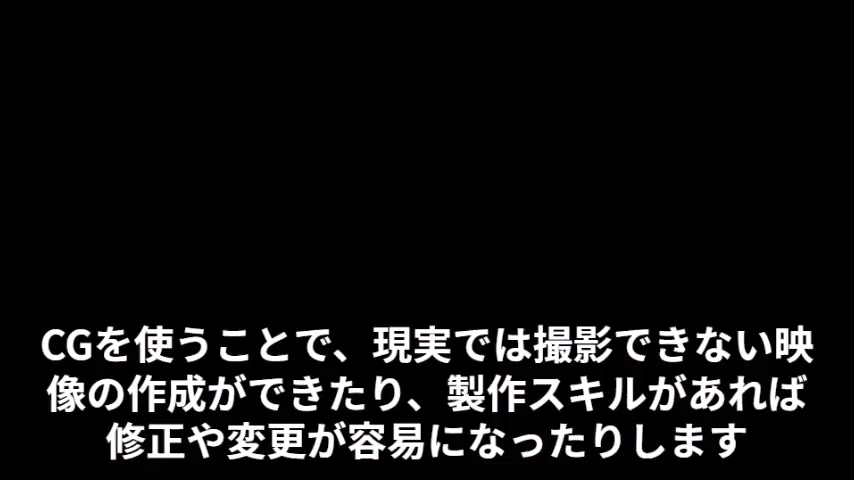 CGを使うことで、現実では撮影できない映
像の作成ができたり、製作スキルがあれば
修正や変更が容易になったりします